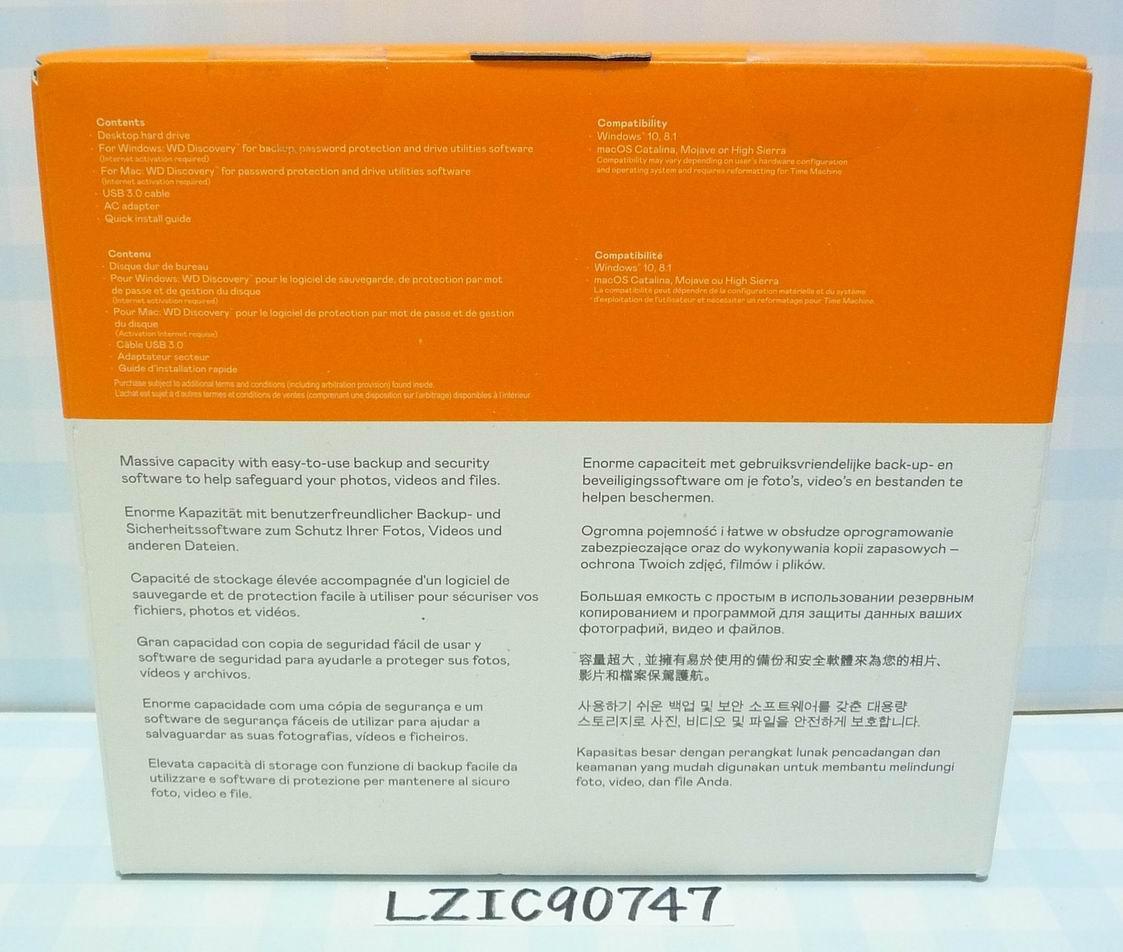 Contents
· Desktop hard drive
· For Windows: WD Discovery™ for backup, password protection and drive utilities software
(Internet activation required)
· For Mac: WD Discovery™ for password protection and drive utilities software
(Internet activation required)
· USB 3.0 cable
· AC adapter
· Quick install guide
Compatibility
· Windows® 10, 8.1
· macOS Catalina, Mojave or High Sierra
Compatibility may vary depending on user's hardware configuration
and operating system and requires reformatting for Time Machine
Contenu
· Disque dur de bureau
· Pour Windows: WD Discovery™ pour le logiciel de sauvegarde, de protection par mot
de passe et de gestion du disque
(Internet activation required)
· Pour Mac: WD Discovery™ pour le logiciel de protection par mot de passe et de gestion
du disque
(Activation Internet requise)
· Câble USB 3.0
· Adaptateur secteur
· Guide d'installation rapide
Purchase subject to additional terms and conditions (including arbitration provision) found inside.
L'achat est sujet à d'autres termes et conditions de ventes (comprenant une disposition sur l'arbitrage) disponibles à l'intérieur
Compatibilité
· Windows® 10, 8.1
· macOS Catalina, Mojave ou High Sierra
La compatibilité peut dépendre de la configuration matérielle et du système
d'exploitation de l'utilisateur et nécessiter un reformatage pour Time Machine.
Massive capacity with easy-to-use backup and security
software to help safeguard your photos, videos and files.
Enorme Kapazität mit benutzerfreundlicher Backup- und
Sicherheitssoftware zum Schutz Ihrer Fotos, Videos und
anderen Dateien.
Capacité de stockage élevée accompagnée d'un logiciel de
sauvegarde et de protection facile à utiliser pour sécuriser vos
fichiers, photos et vidéos.
Gran capacidad con copia de seguridad fácil de usar y
software de seguridad para ayudarle a proteger sus fotos,
vídeos y archivos.
Enorme capacidade com uma cópia de segurança e um
software de segurança fáceis de utilizar para ajudar a
salvaguardar as suas fotografias, vídeos e ficheiros.
Elevata capacità di storage con funzione di backup facile da
utilizzare e software di protezione per mantenere al sicuro
foto, video e file.
Enorme capaciteit met gebruiksvriendelijke back-up- en
beveiligingssoftware om je foto's, video's en bestanden te
helpen beschermen.
Ogromna pojemność i łatwe w obsłudze oprogramowanie
zabezpieczające oraz do wykonywania kopii zapasowych –
ochrona Twoich zdjęć, filmów i plików.
Большая емкость с простым в использовании резервным
копированием и программой для защиты данных ваших
фотографий, видео и файлов.
容量超大，並擁有易於使用的備份和安全軟體來為您的相片、
影片和檔案保駕護航。
사용하기 쉬운 백업 및 보안 소프트웨어를 갖춘 대용량
스토리지로 사진, 비디오 및 파일을 안전하게 보호합니다.
Kapasitas besar dengan perangkat lunak pencadangan dan
keamanan yang mudah digunakan untuk membantu melindungi
foto, video, dan file Anda.
LZIC90747